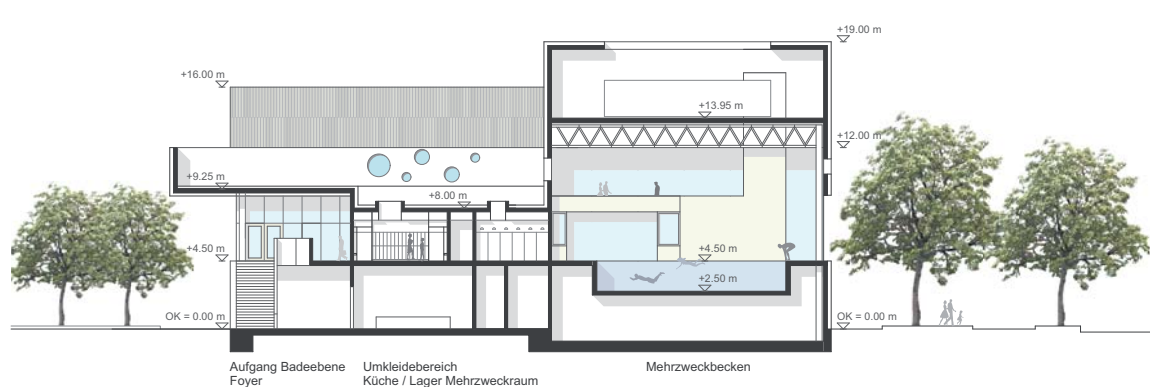 +19.00 m
+16.00 m
+13.95 m
+12.00 m
+9.25 m
+8.00 m
+4.50 m
+4.50 m
+2.50 m
OK = 0.00 m
OK = 0.00 m
Aufgang Badeebene
Foyer
Umkleidebereich
Küche / Lager Mehrzweckraum
Mehrzweckbecken